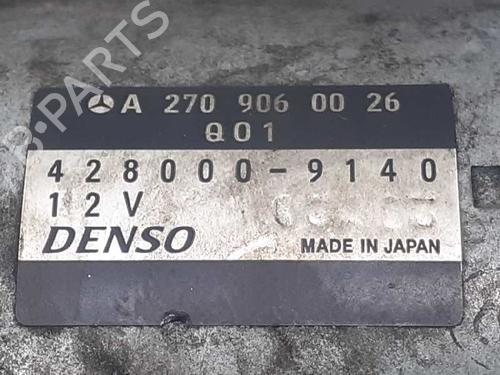 B-PARTS
A 270 906 00 26
Q01
428000-9140
12V
DENSO
MADE IN JAPAN